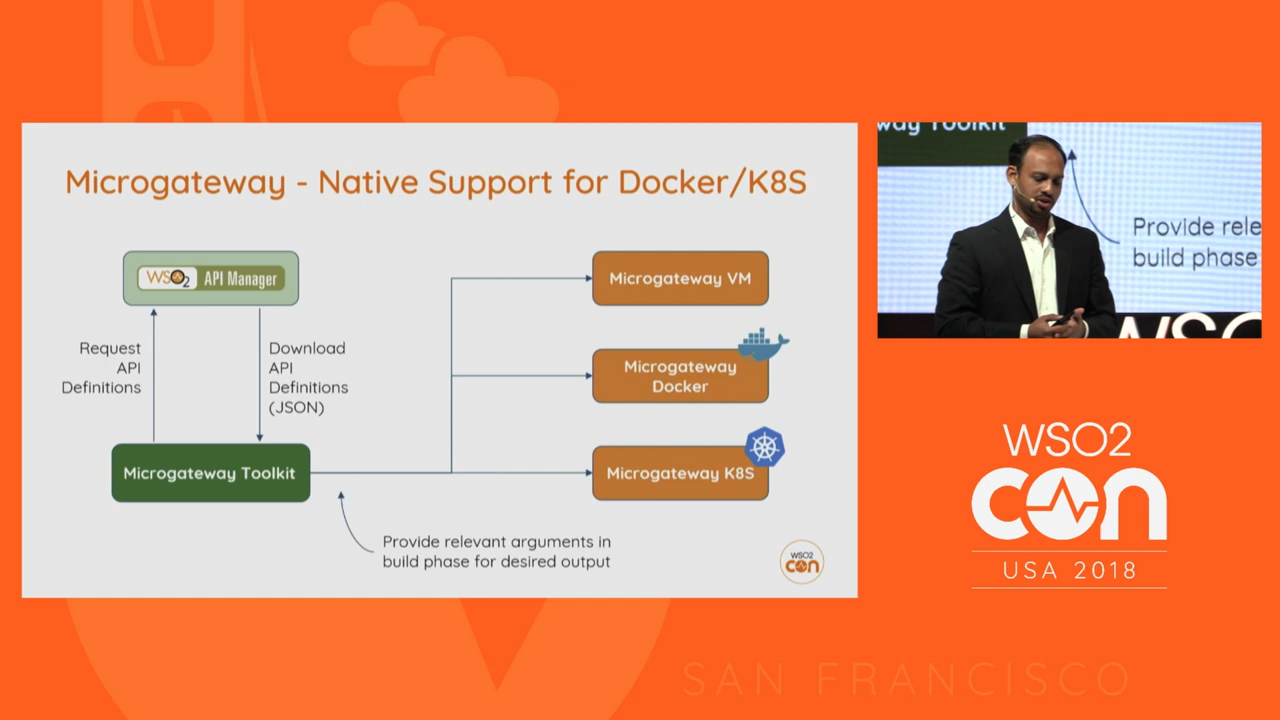 Microgateway - Native Support for Docker/K8S
WSO2 API Manager
Request
API
Definitions
Download
API
Definitions
(JSON)
Microgateway Toolkit
Microgateway VM
Microgateway
Docker
Microgateway K8S
Provide relevant arguments in
build phase for desired output
WSO2
con
way Toolkit
Provide rele
build phase
WSO2
con
USA 2018
SAN FRANCISCO